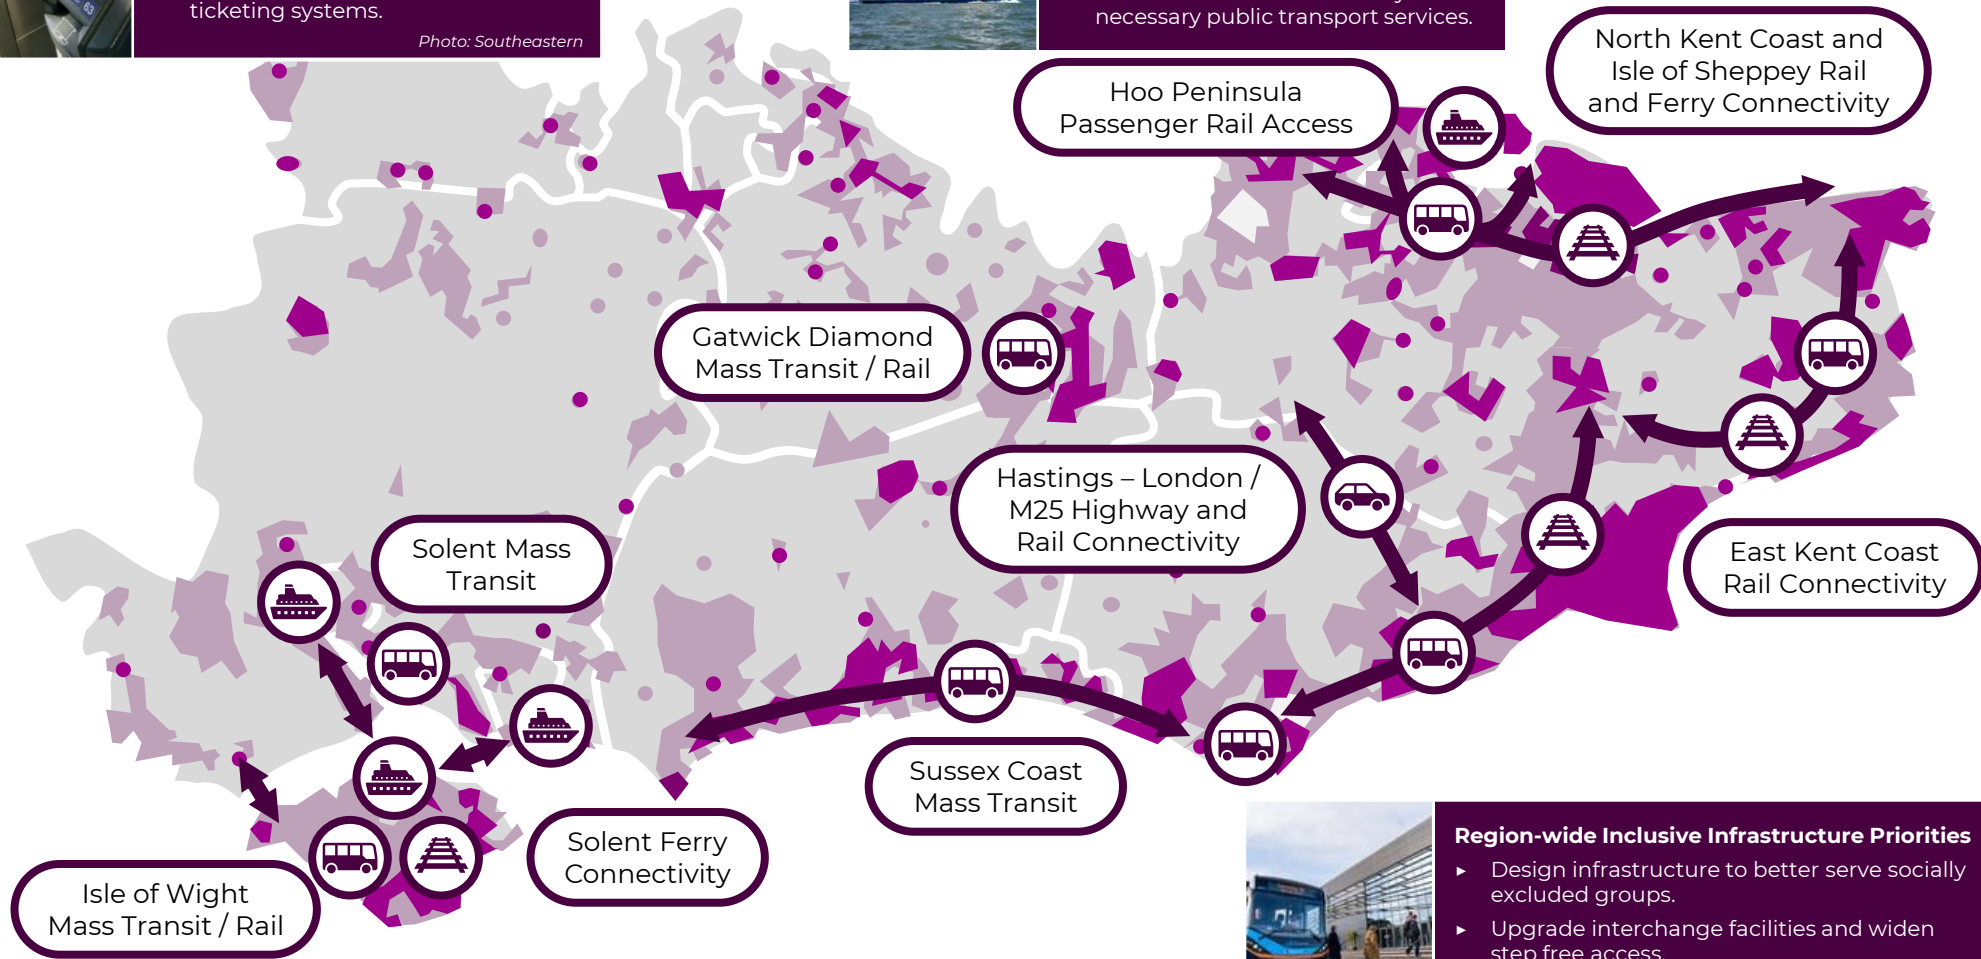 ticketing systems.
Photo: Southeastern
necessary public transport services.
North Kent Coast and
Isle of Sheppey Rail
and Ferry Connectivity
Hoo Peninsula
Passenger Rail Access
Gatwick Diamond
Mass Transit / Rail
Hastings – London /
M25 Highway and
Rail Connectivity
Solent Mass
Transit
East Kent Coast
Rail Connectivity
Sussex Coast
Mass Transit
Solent Ferry
Connectivity
Isle of Wight
Mass Transit / Rail
Region-wide Inclusive Infrastructure Priorities
▸ Design infrastructure to better serve socially
excluded groups.
▸ Upgrade interchange facilities and widen
step free access.